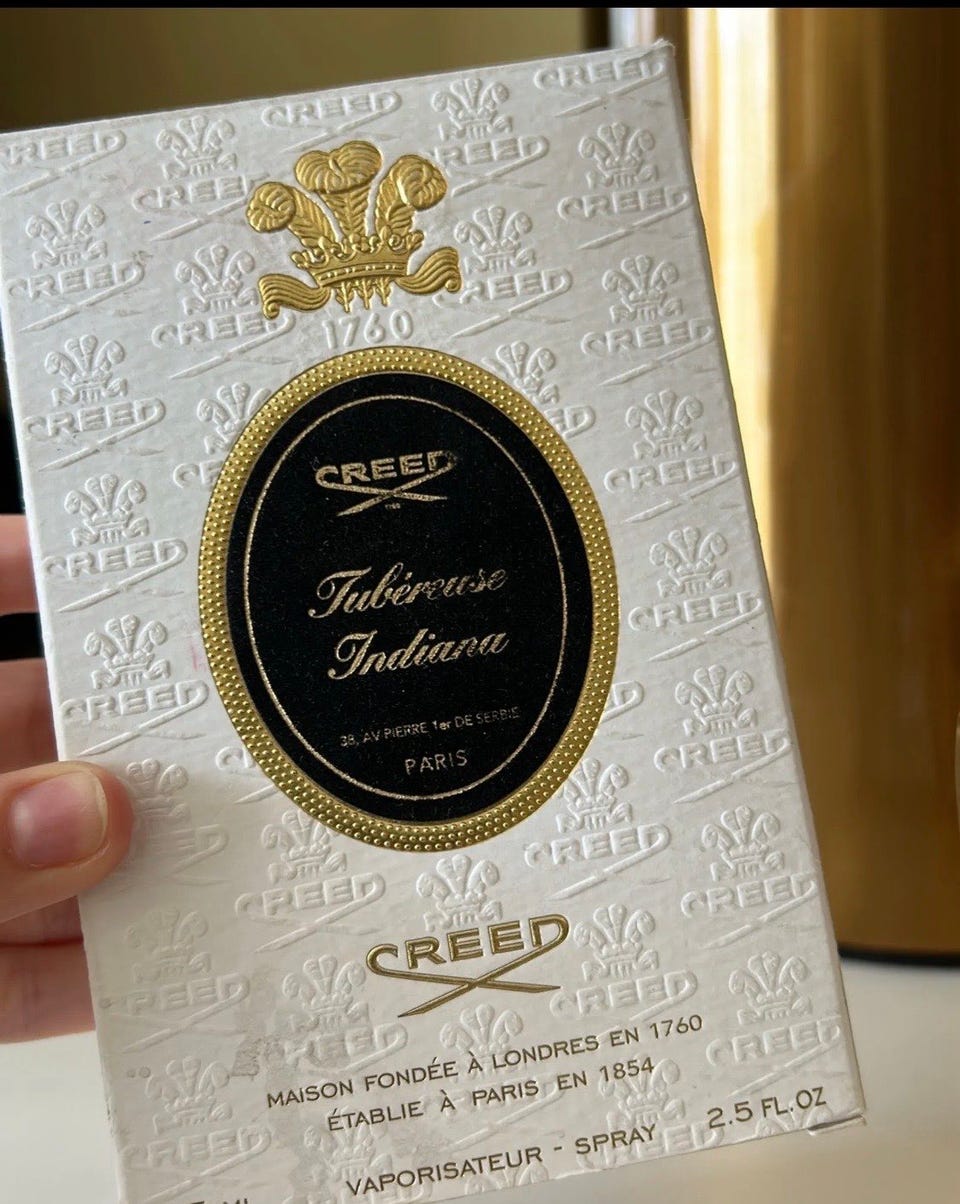 1760
CREED
Tubéreuse
Indiana
38, AV PIERRE 1er DE SERBIE
PARIS
CREED
MAISON FONDÉE À LONDRES EN 1760
ÉTABLIE À PARIS EN 1854
VAPORISATEUR - SPRAY 2.5 FL.OZ
ML